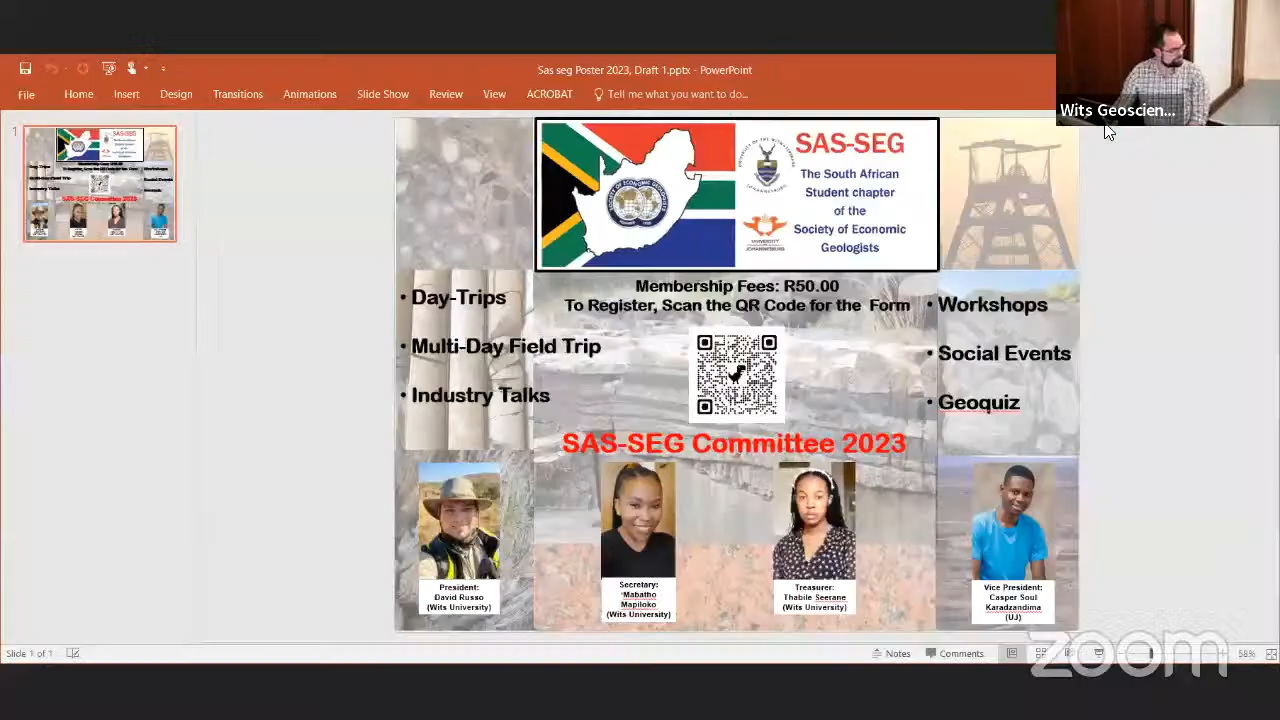 Sas seg Poster 2023, Draft 1.pptx - PowerPoint
File
Home
Insert
Design
Transitions
Animations
Slide Show
Review
View
ACROBAT
Tell me what you want to do...
Wits Geoscien...
1
SAS-SEG
The South African
Student chapter
of the
Society of Economic
Geologists
UNIVERSITY
JOHANNESBURG
Membership Fees: R50.00
To Register, Scan the QR Code for the Form
• Day-Trips
• Multi-Day Field Trip
• Industry Talks
• Workshops
• Social Events
• Geoquiz
SAS-SEG Committee 2023
President:
David Russo
(Wits University)
Secretary:
'Mabatho
Mapiloko
(Wits University)
Treasurer:
Thabile Seerane
(Wits University)
Vice President:
Casper Soul
Karadzandima
(UJ)
Slide 1 of 1
Notes
Comments
58%
zoom